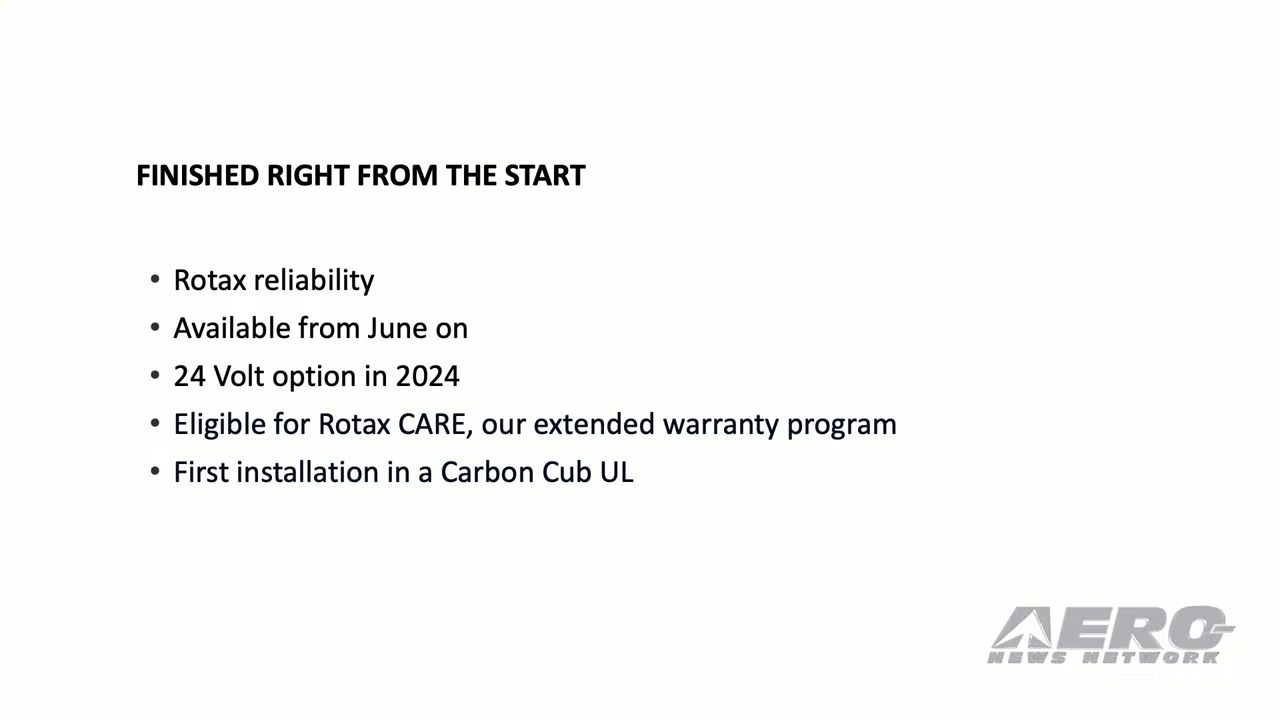 FINISHED RIGHT FROM THE START
• Rotax reliability
• Available from June on
• 24 Volt option in 2024
• Eligible for Rotax CARE, our extended warranty program
• First installation in a Carbon Cub UL
AERO
NEWS NETWORK